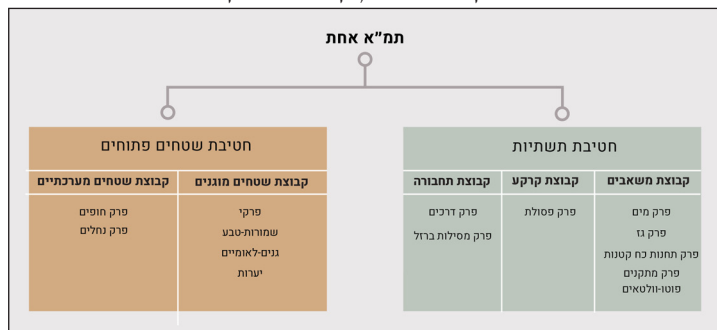 תמ״א אחת
חטיבת תשתיות
קבוצת משאבים
פרק מים
פרק גז
פרק תחנות כח קטנות
פרק מתקנים
פוטו-וולטאים
קבוצת קרקע
פרק פסולת
קבוצת תחבורה
פרק דרכים
פרק מסילות ברזל
חטיבת שטחים פתוחים
קבוצת שטחים מוגנים
פרקי
שמורות-טבע
גנים-לאומיים
יערות
קבוצת שטחים מערכתיים
פרק חופים
פרק נחלים